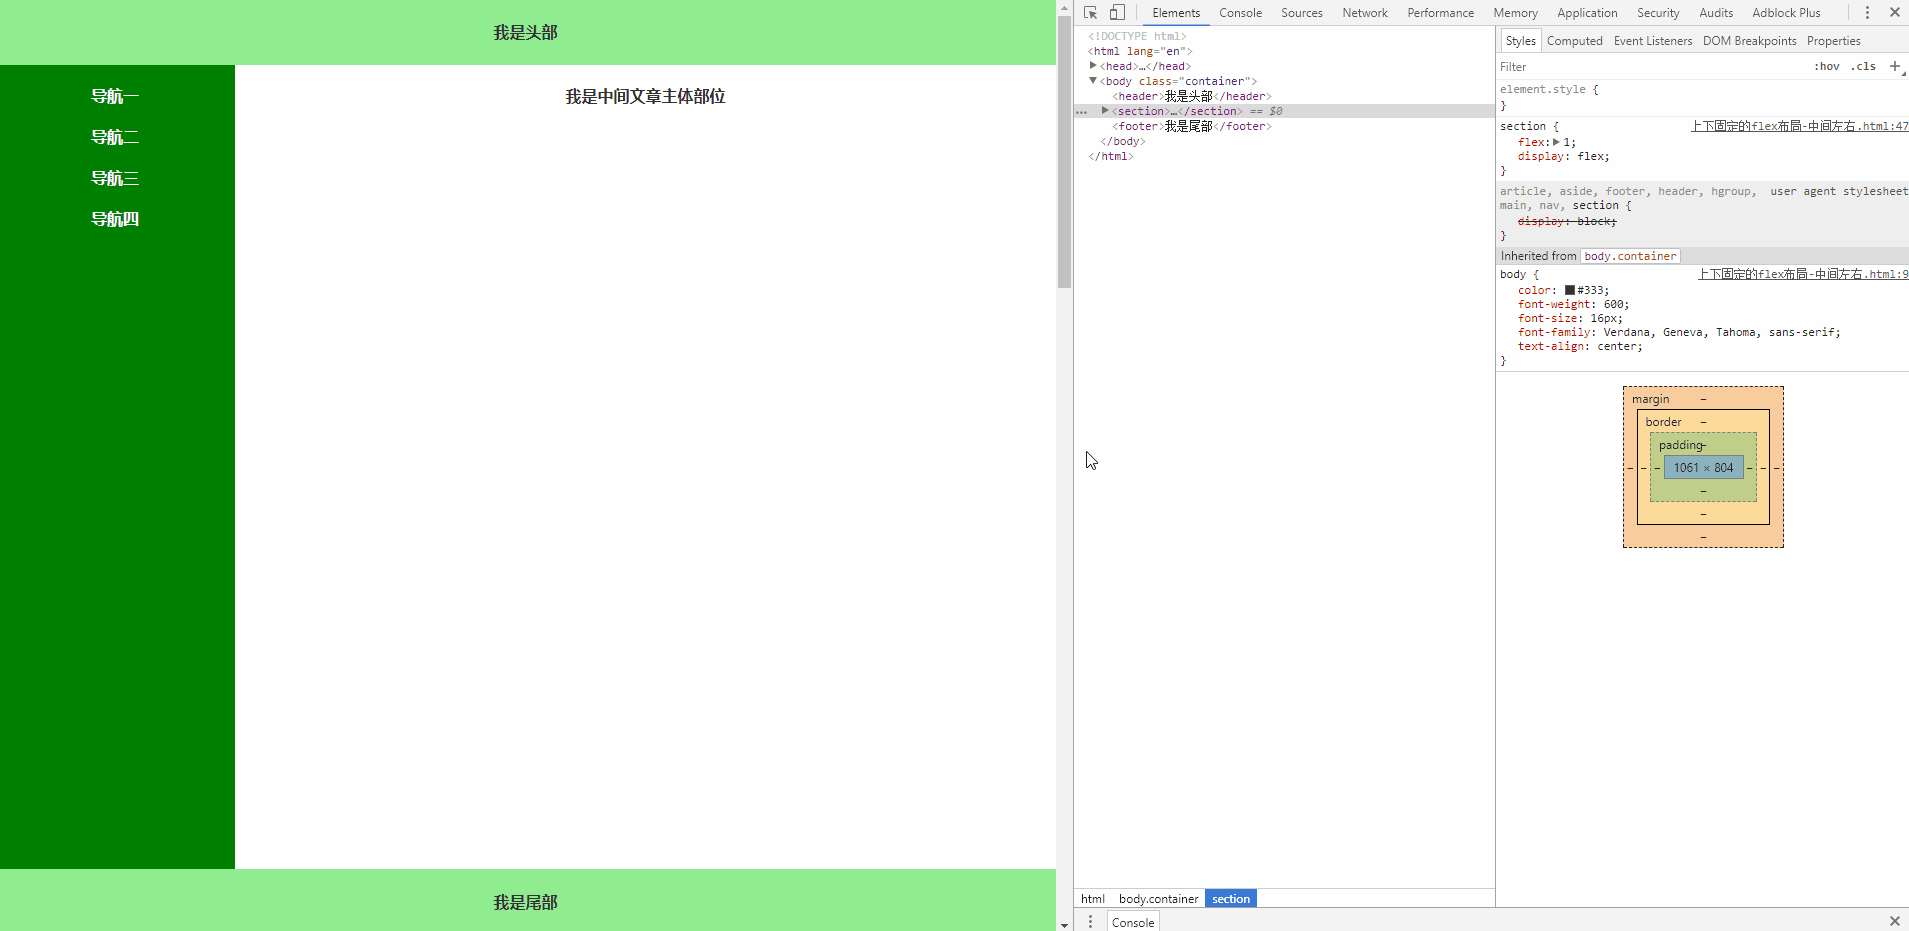 我是头部
导航一
导航二
导航三
导航四
我是中间文章主体部位
我是尾部
Elements Console Sources Network Performance Memory Application Security Audits Adblock Plus
<!DOCTYPE html>
<html lang="en">
<head>…</head>
<body class="container">
<header>我是头部</header>
<section>…</section> == $0
<footer>我是尾部</footer>
</body>
</html>
html body.container section
Console
Styles Computed Event Listeners DOM Breakpoints Properties
Filter :hov .cls +
element.style {
}
section { 上下固定的flex布局-中间左右.html:47
flex: 1;
display: flex;
}
article, aside, footer, header, hgroup, user agent stylesheet
main, nav, section {
display: block;
}
Inherited from body.container
body { 上下固定的flex布局-中间左右.html:9
color: #333;
font-weight: 600;
font-size: 16px;
font-family: Verdana, Geneva, Tahoma, sans-serif;
text-align: center;
}
margin –
border –
padding –
– – – 1061 × 804 – – –
–
–
–